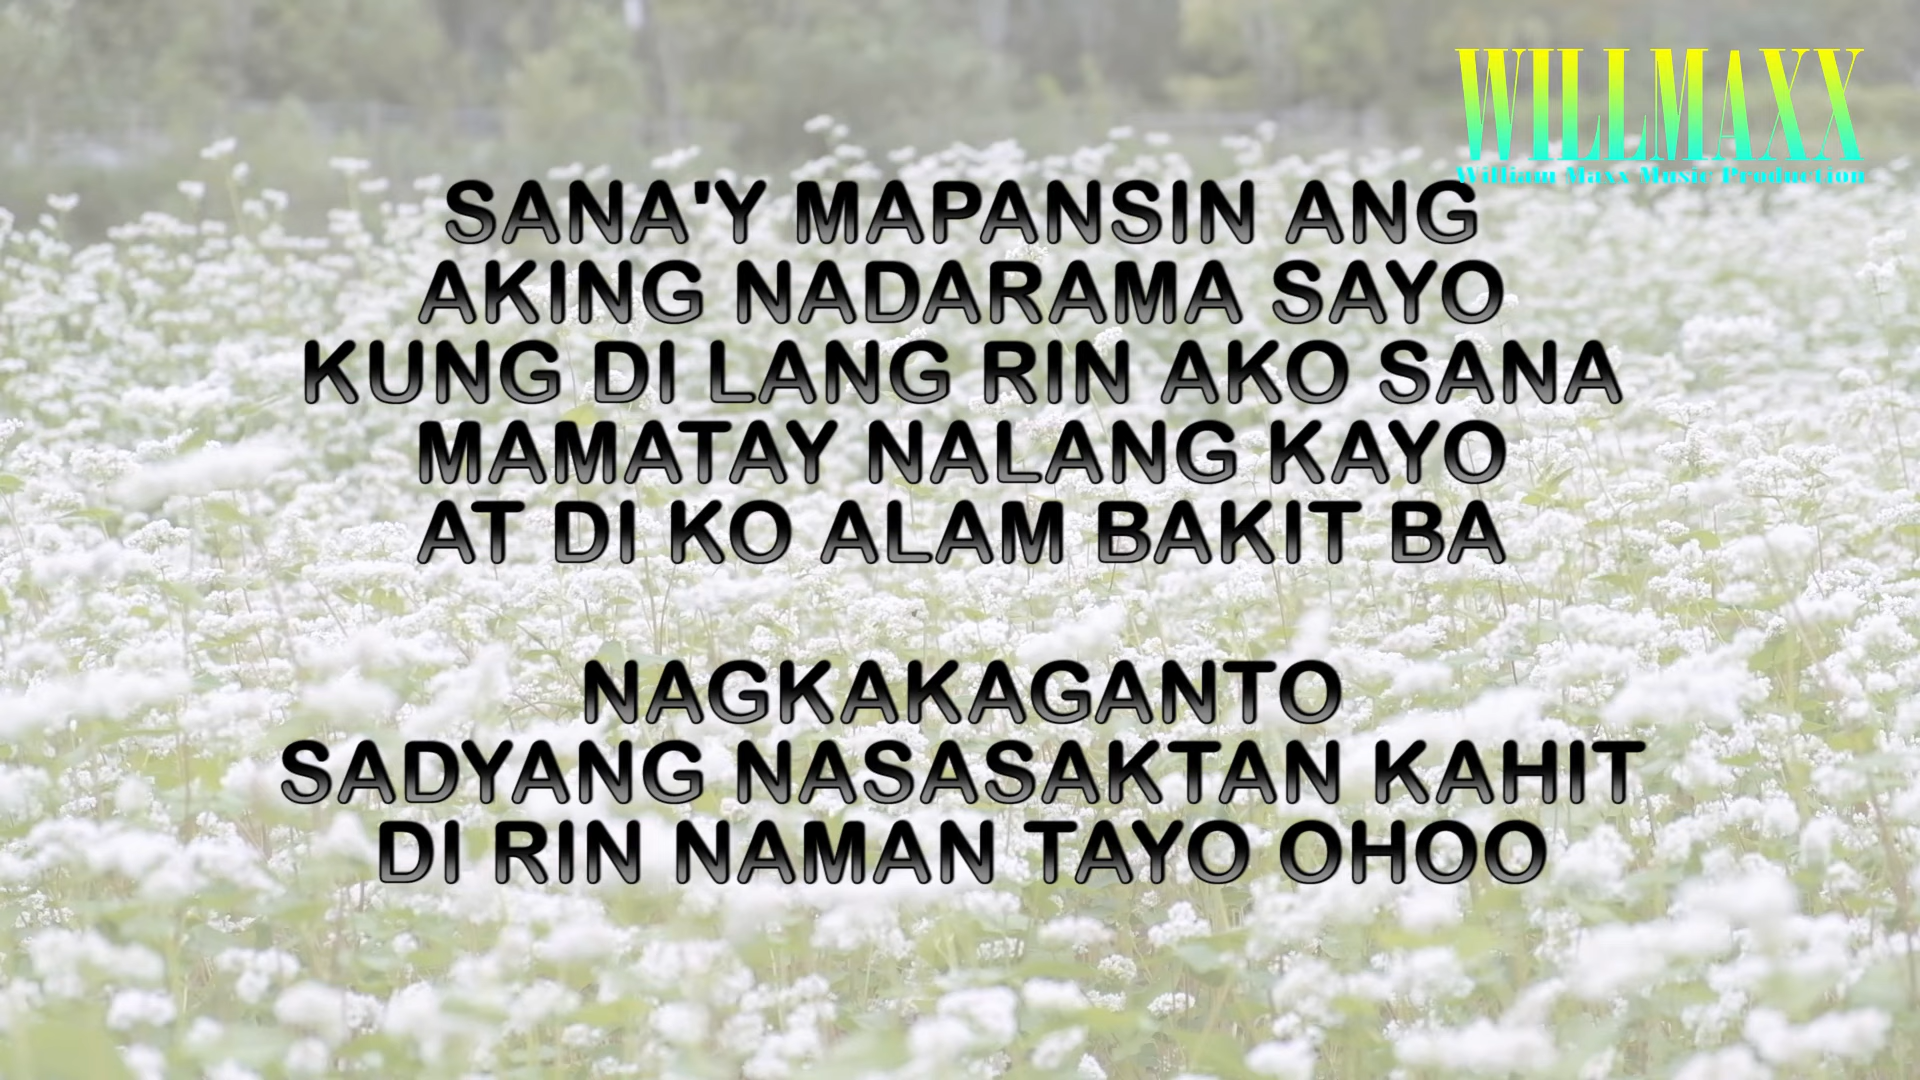 WILLMAXX
William Maxx Music Production
SANA'Y MAPANSIN ANG
AKING NADARAMA SAYO
KUNG DI LANG RIN AKO SANA
MAMATAY NALANG KAYO
AT DI KO ALAM BAKIT BA
NAGKAKAGANTO
SADYANG NASASAKTAN KAHIT
DI RIN NAMAN TAYO OHOO